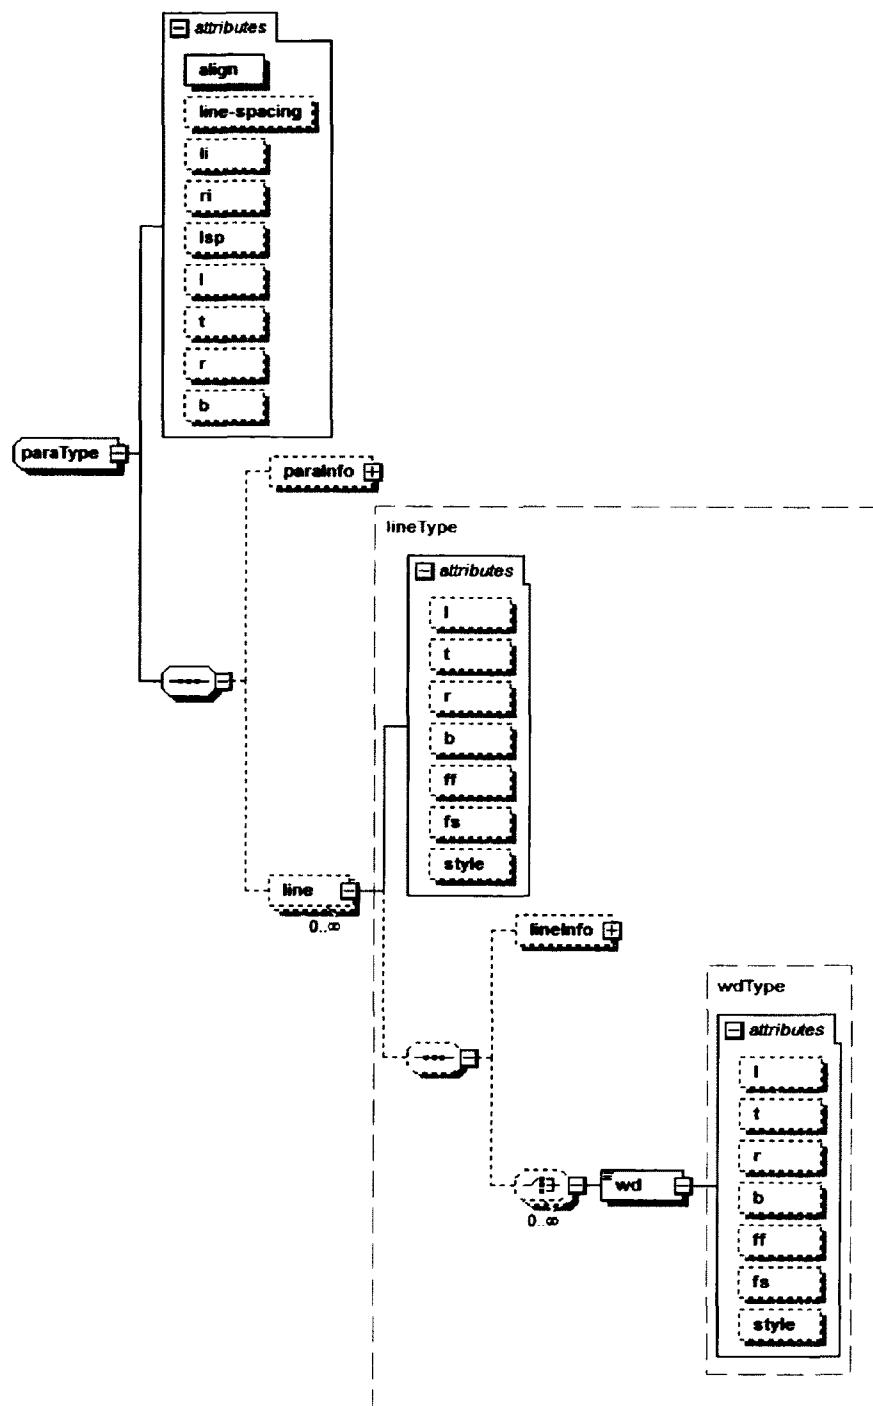 attributes
align
line-spacing
li
ri
lsp
l
t
r
b
paraType
paraInfo
lineType
attributes
l
t
r
b
ff
fs
style
line
0..∞
lineInfo
wdType
attributes
l
t
r
b
ff
fs
style
wd
0..∞